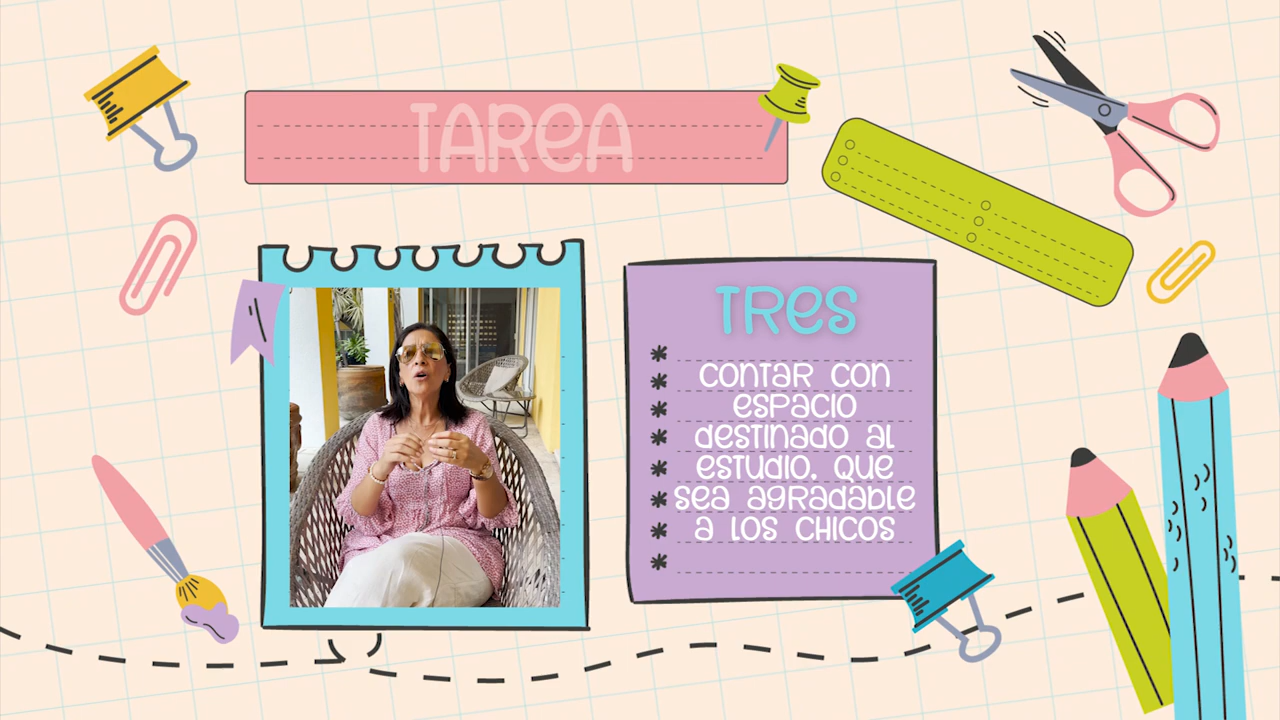 TAREA
TRES
CONTAR CON
ESPACIO
DESTINADO AL
ESTUDIO, QUE
SEA AGRADABLE
A LOS CHICOS